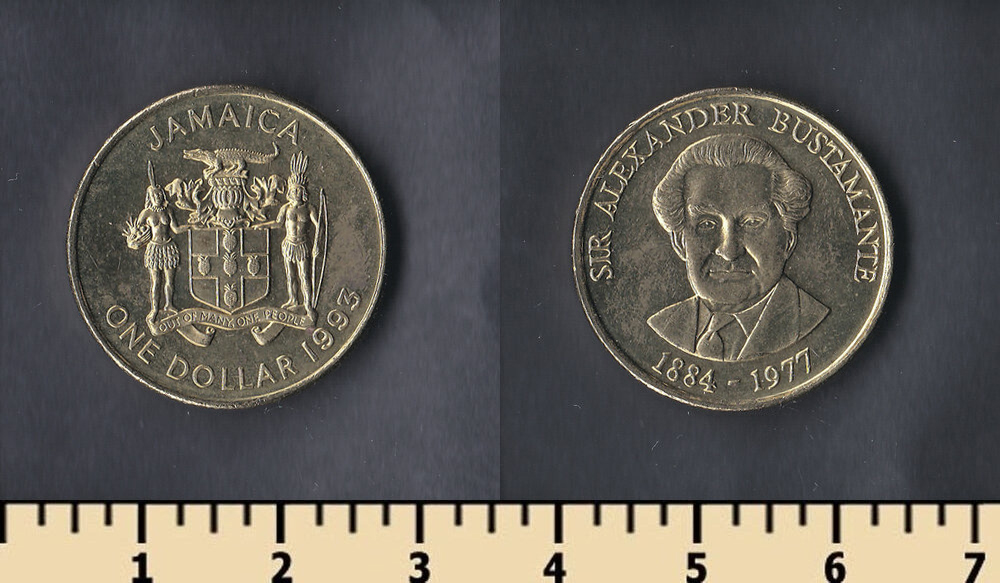 JAMAICA
OUT OF MANY, ONE PEOPLE
ONE DOLLAR 1993
SIR ALEXANDER BUSTAMANTE
1884 - 1977
1 2 3 4 5 6 7